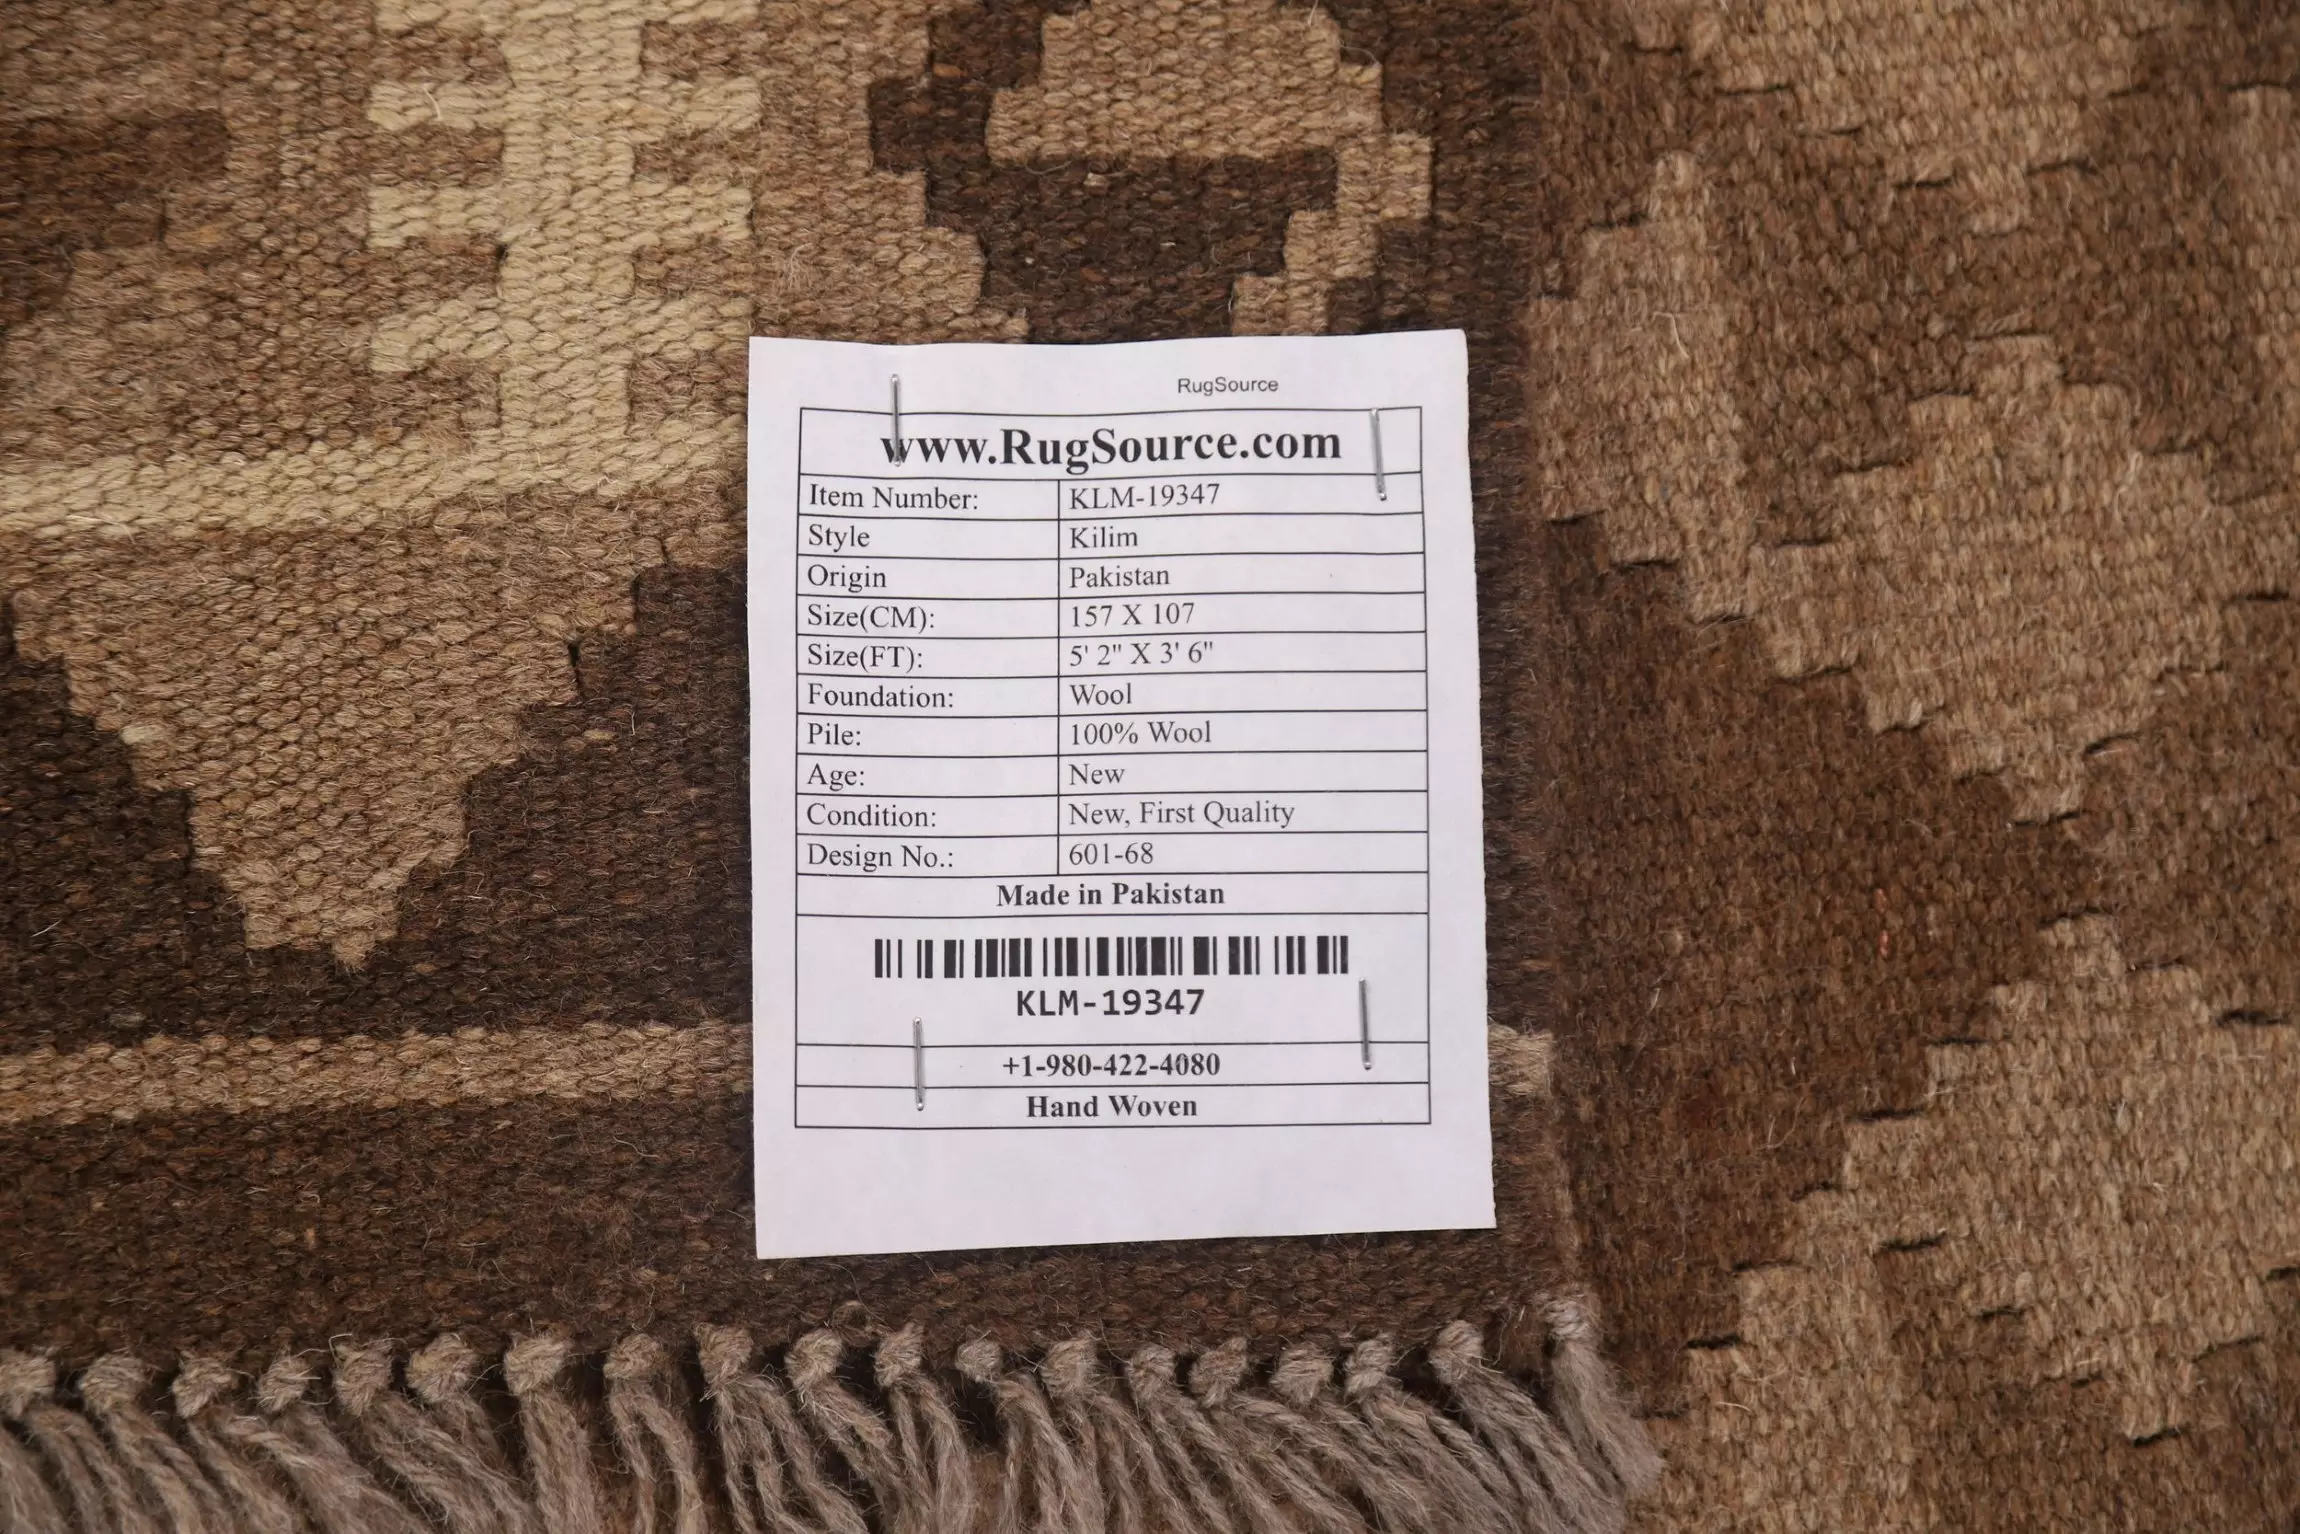 RugSource
www.RugSource.com
Item Number: KLM-19347
Style Kilim
Origin Pakistan
Size(CM): 157 X 107
Size(FT): 5' 2" X 3' 6"
Foundation: Wool
Pile: 100% Wool
Age: New
Condition: New, First Quality
Design No.: 601-68
Made in Pakistan
KLM-19347
+1-980-422-4080
Hand Woven